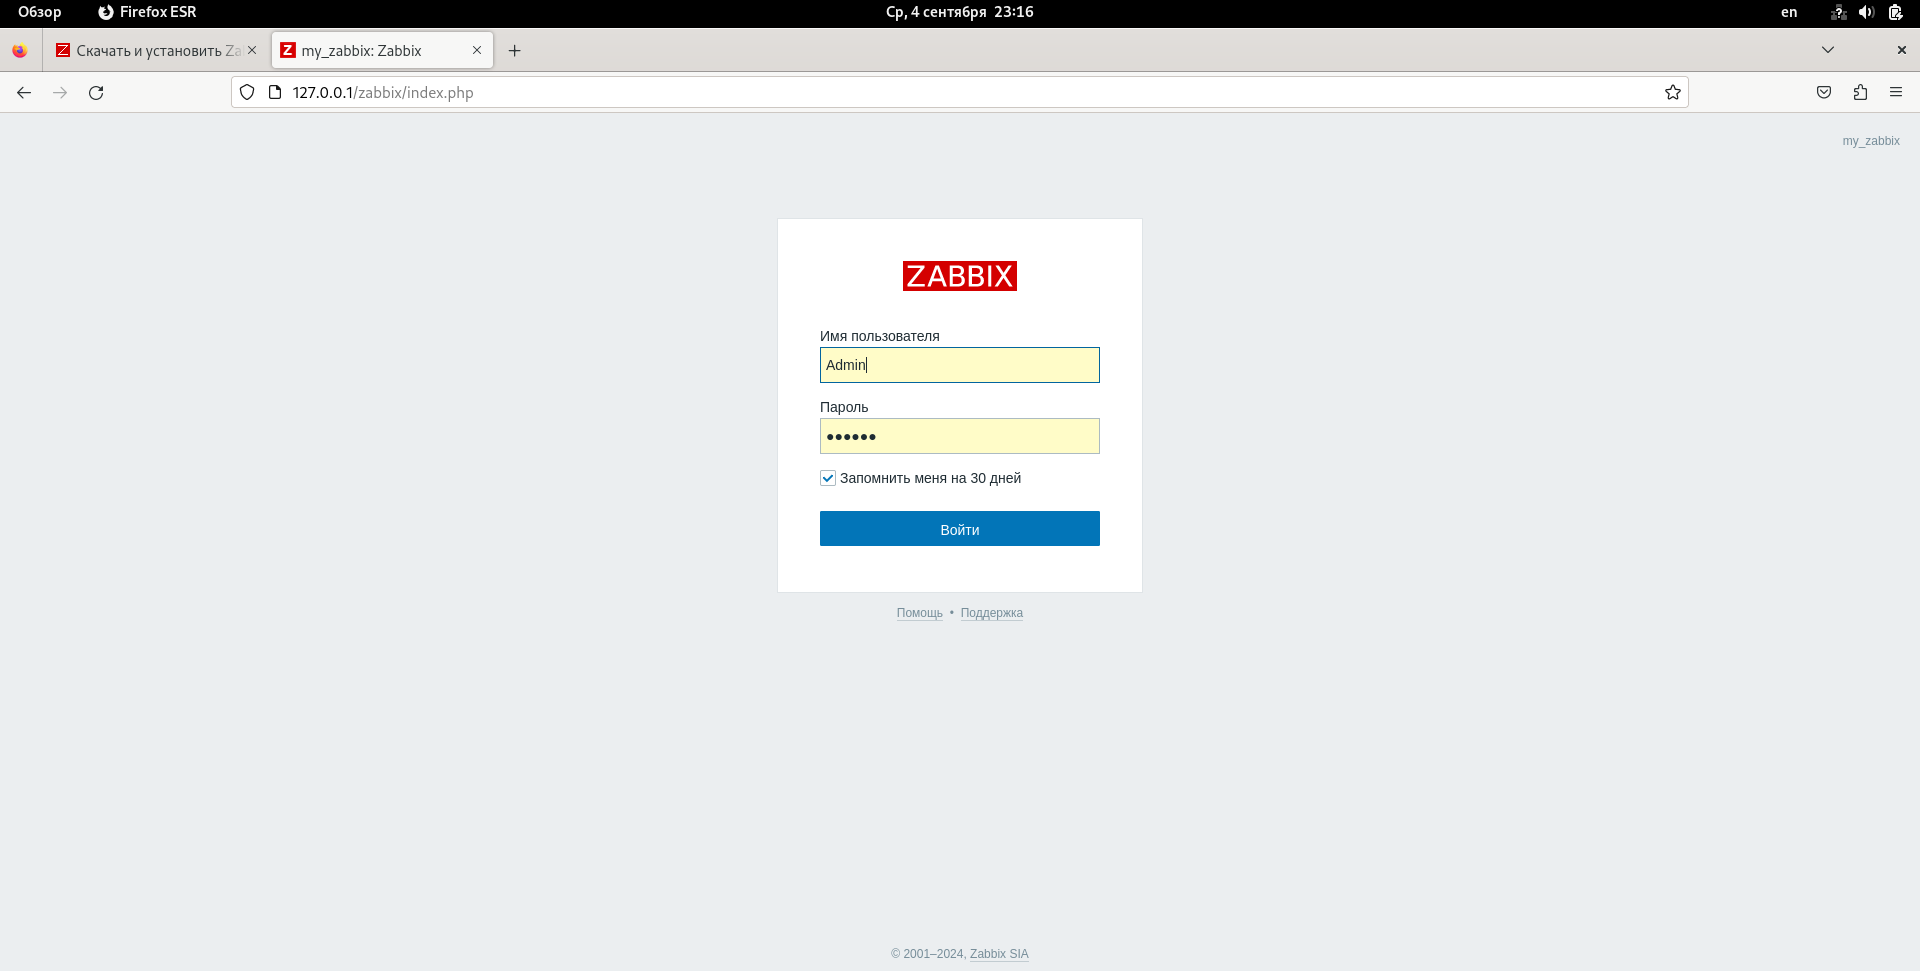 Обзор Firefox ESR Ср, 4 сентября 23:16 en
Скачать и установить Za my_zabbix: Zabbix
127.0.0.1/zabbix/index.php
my_zabbix
ZABBIX
Имя пользователя
Admin
Пароль
●●●●●●
Запомнить меня на 30 дней
Войти
Помощь • Поддержка
© 2001–2024, Zabbix SIA